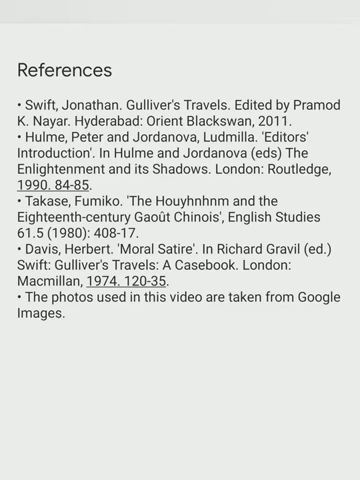 References
• Swift, Jonathan. Gulliver's Travels. Edited by Pramod
K. Nayar. Hyderabad: Orient Blackswan, 2011.
• Hulme, Peter and Jordanova, Ludmilla. 'Editors'
Introduction'. In Hulme and Jordanova (eds) The
Enlightenment and its Shadows. London: Routledge,
1990. 84-85.
• Takase, Fumiko. 'The Houyhnhnm and the
Eighteenth-century Gaoût Chinois', English Studies
61.5 (1980): 408-17.
• Davis, Herbert. 'Moral Satire'. In Richard Gravil (ed.)
Swift: Gulliver's Travels: A Casebook. London:
Macmillan, 1974. 120-35.
• The photos used in this video are taken from Google
Images.